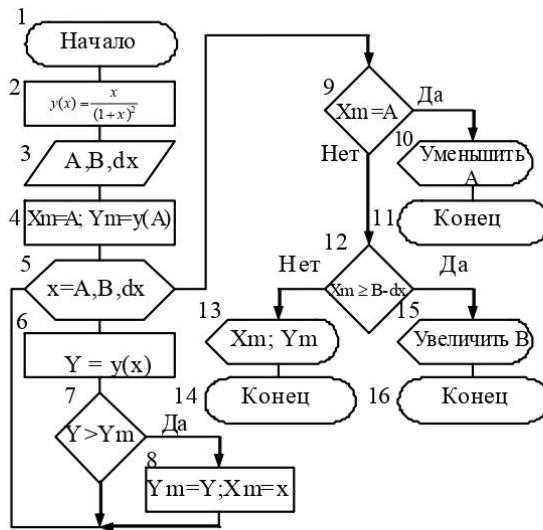 1
Начало
2
y(x) = x/(1+x)²
3
A,B,dx
4
Xm=A; Ym=y(A)
5
x=A,B,dx
6
Y = y(x)
7
Y>Ym
Да
8
Ym=Y;Xm=x
9
Xm=A
Да
Нет
10
Уменьшить
A
11
Конец
12
Xm ≥ B-dx
Нет
Да
13
Xm; Ym
14
Конец
15
Увеличить B
16
Конец